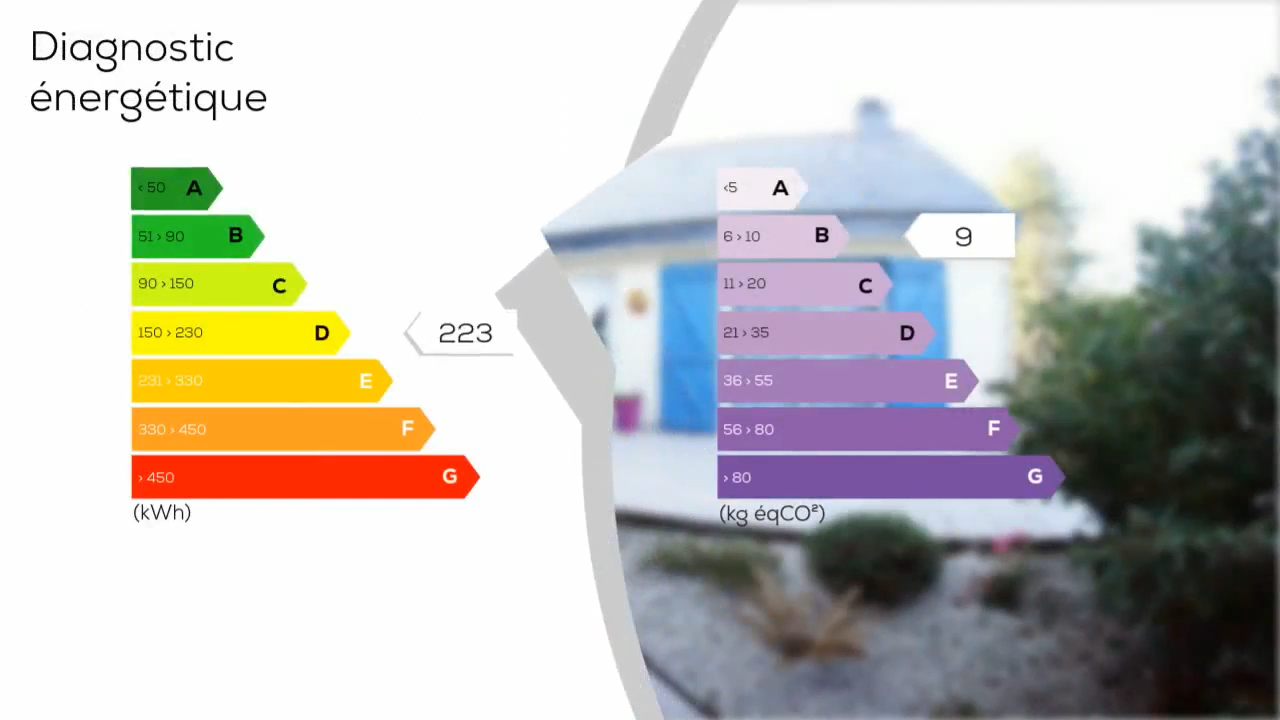 Diagnostic
énergétique
< 50 A
51 > 90 B
90 > 150 C
150 > 230 D
223
231 > 330 E
330 > 450 F
> 450 G
(kWh)
<5 A
6 > 10 B
9
11 > 20 C
21 > 35 D
36 > 55 E
56 > 80 F
> 80 G
(kg éqCO²)